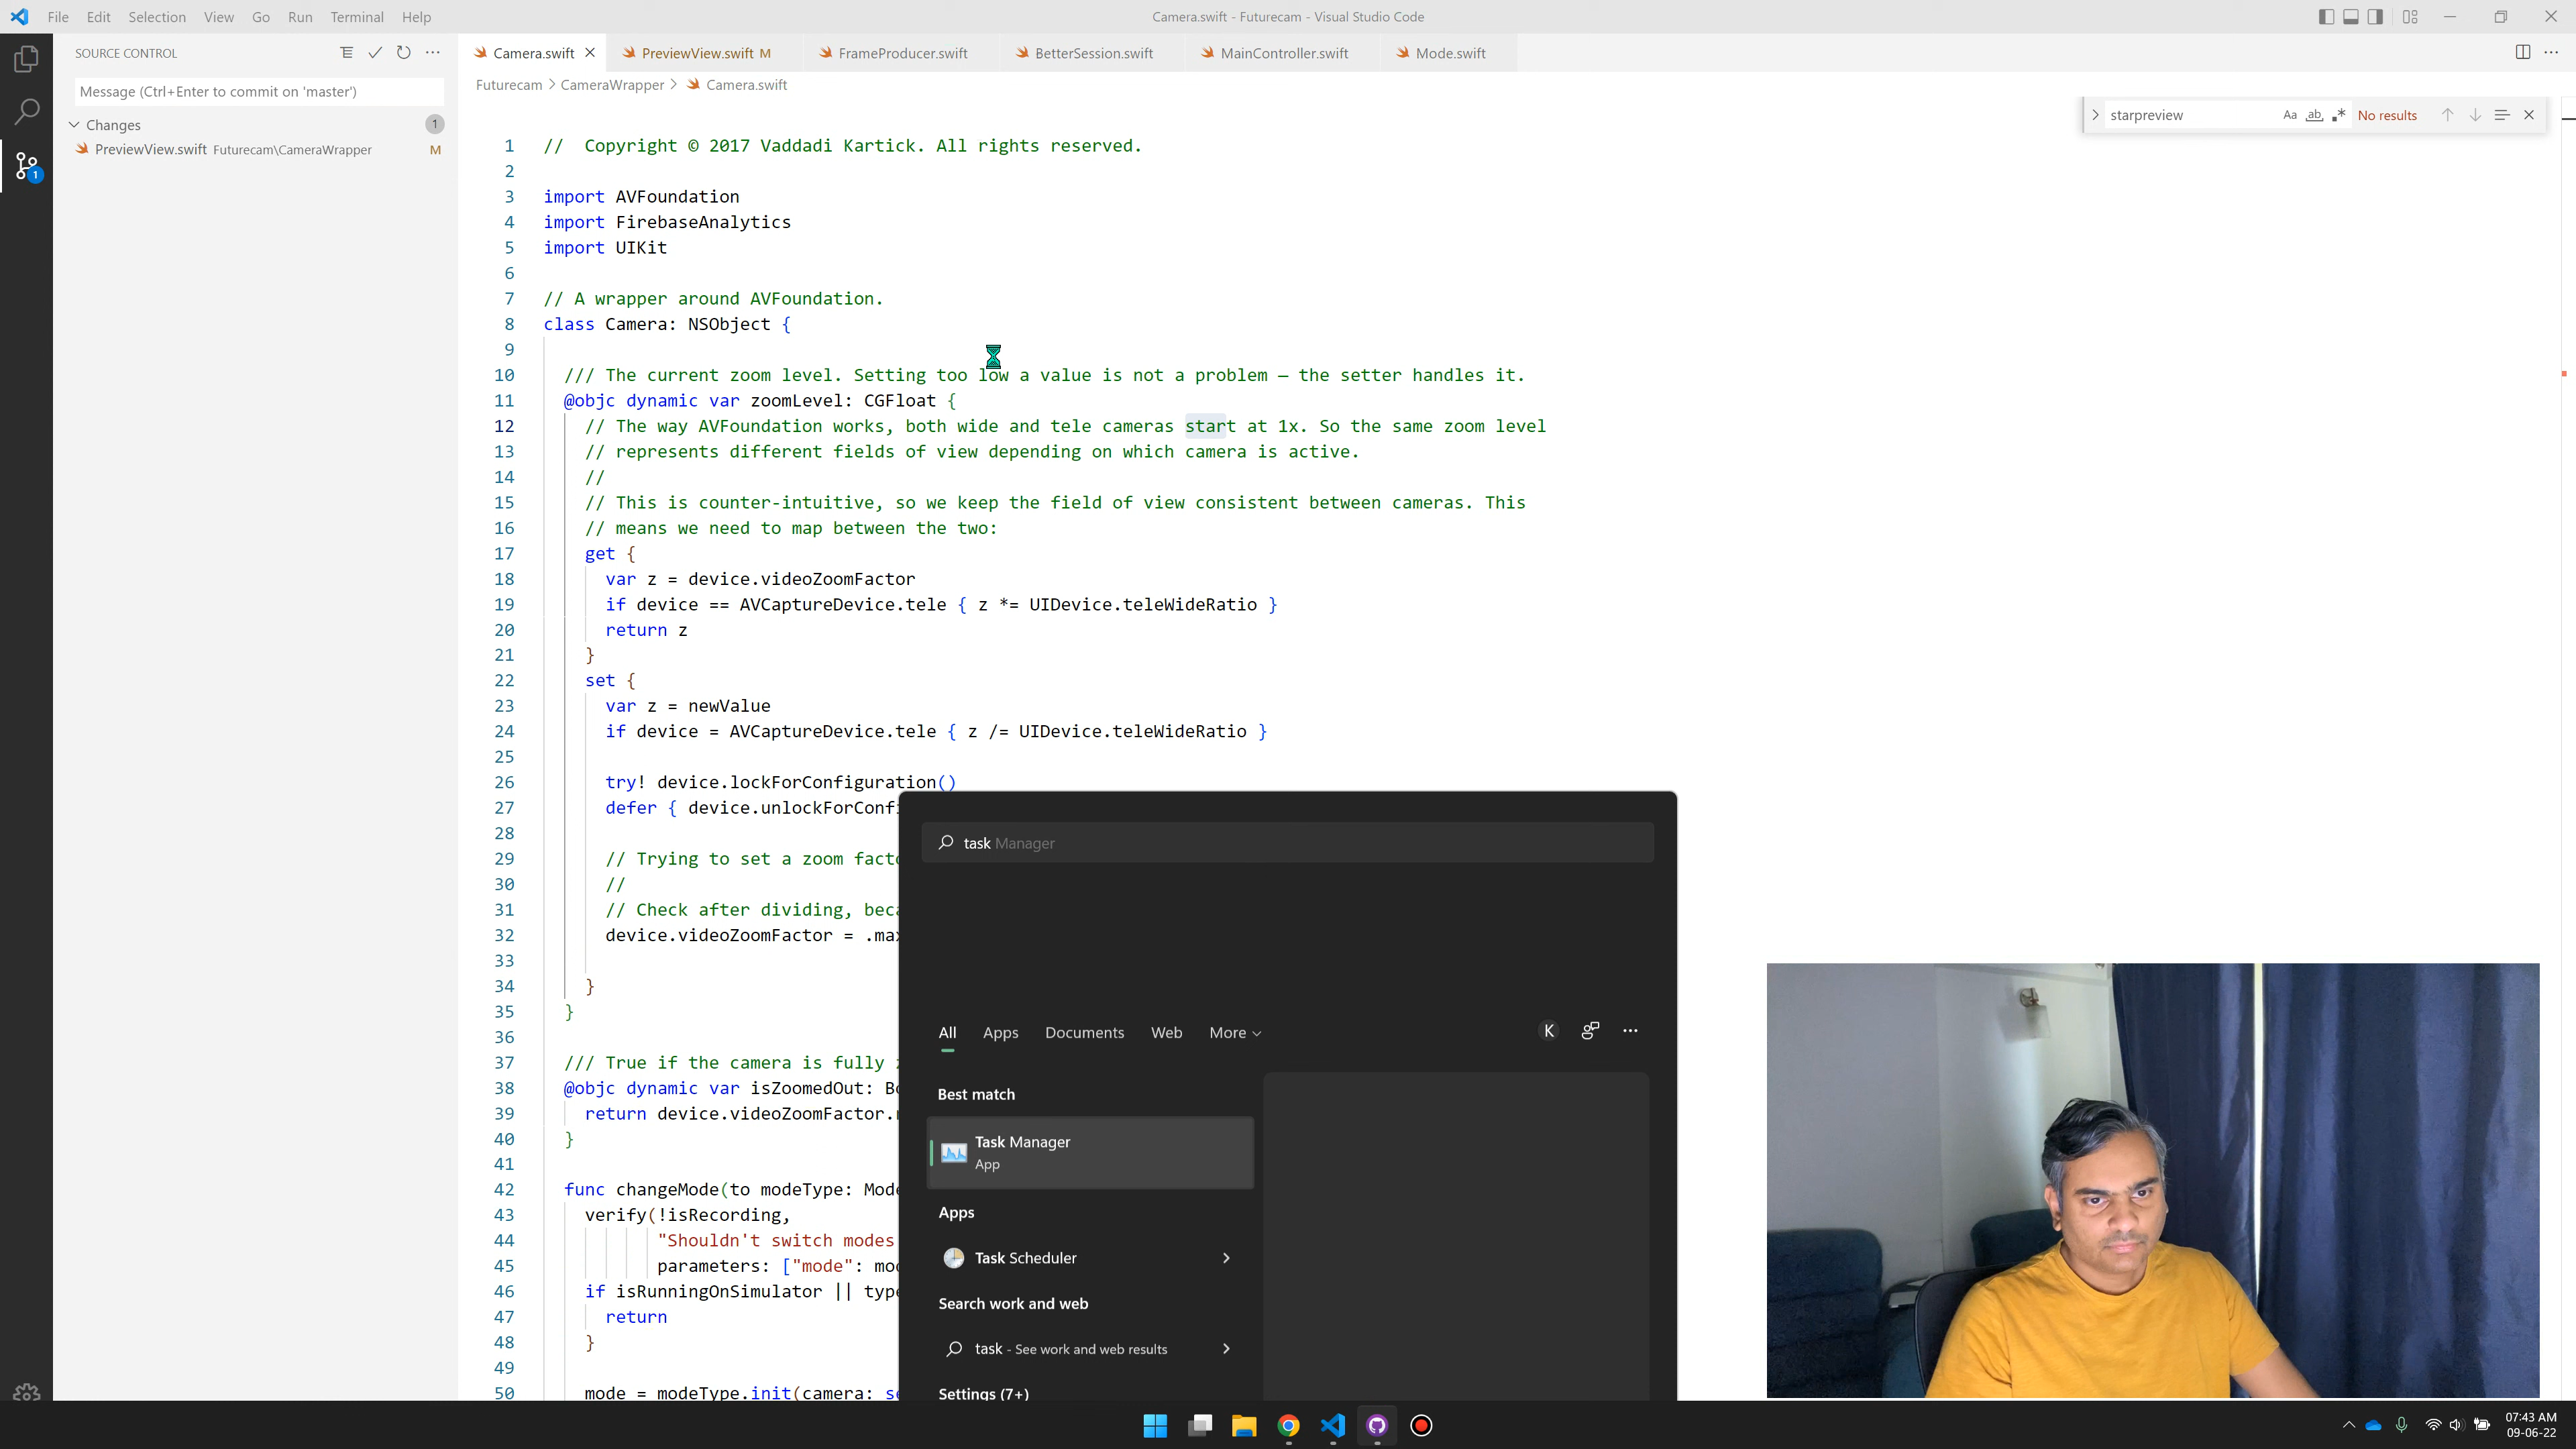 File Edit Selection View Go Run Terminal Help
Camera.swift - Futurecam - Visual Studio Code
SOURCE CONTROL
Camera.swift PreviewView.swift M FrameProducer.swift BetterSession.swift MainController.swift Mode.swift
Futurecam > CameraWrapper > Camera.swift
Message (Ctrl+Enter to commit on 'master')
Changes 1
PreviewView.swift Futurecam\CameraWrapper M
1
starpreview Aa ab .* No results
1 // Copyright © 2017 Vaddadi Kartick. All rights reserved.
2
3 import AVFoundation
4 import FirebaseAnalytics
5 import UIKit
6
7 // A wrapper around AVFoundation.
8 class Camera: NSObject {
9
10 /// The current zoom level. Setting too low a value is not a problem — the setter handles it.
11 @objc dynamic var zoomLevel: CGFloat {
12 // The way AVFoundation works, both wide and tele cameras start at 1x. So the same zoom level
13 // represents different fields of view depending on which camera is active.
14 //
15 // This is counter-intuitive, so we keep the field of view consistent between cameras. This
16 // means we need to map between the two:
17 get {
18 var z = device.videoZoomFactor
19 if device == AVCaptureDevice.tele { z *= UIDevice.teleWideRatio }
20 return z
21 }
22 set {
23 var z = newValue
24 if device = AVCaptureDevice.tele { z /= UIDevice.teleWideRatio }
25
26 try! device.lockForConfiguration()
27 defer { device.unlockForConf
28
29 // Trying to set a zoom fact
30 //
31 // Check after dividing, bec
32 device.videoZoomFactor = .ma
33
34 }
35 }
36
37 /// True if the camera is fully
38 @objc dynamic var isZoomedOut: B
39 return device.videoZoomFactor.
40 }
41
42 func changeMode(to modeType: Mod
43 verify(!isRecording,
44 "Shouldn't switch modes
45 parameters: ["mode": mo
46 if isRunningOnSimulator || type
47 return
48 }
49
50 mode = modeType.init(camera: se
task Manager
All Apps Documents Web More
K
Best match
Task Manager
App
Apps
Task Scheduler
Search work and web
task - See work and web results
Settings (7+)
07:43 AM
09-06-22